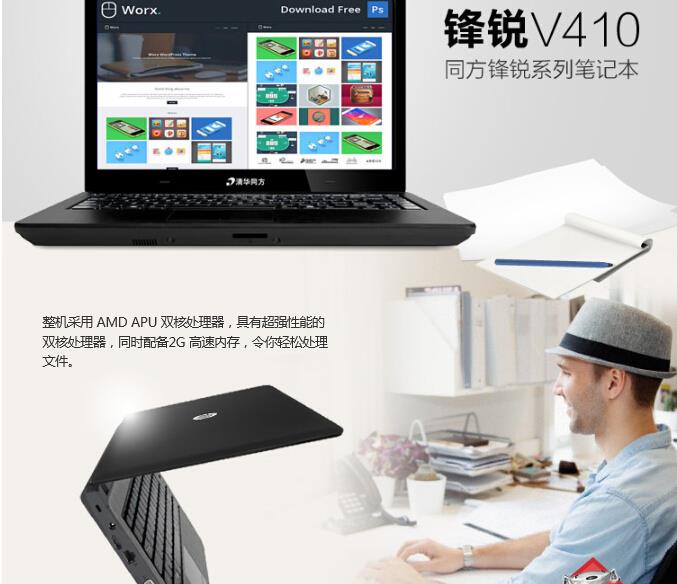 Worx.
Download Free
Ps
锋锐V410
同方锋锐系列笔记本
Worx WordPress Theme
清华同方
整机采用 AMD APU 双核处理器，具有超强性能的
双核处理器，同时配备2G 高速内存，令你轻松处理
文件。